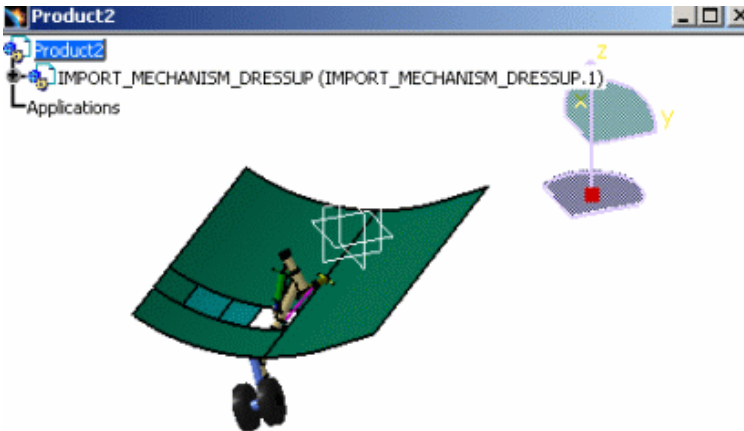 Product2
Product2
IMPORT_MECHANISM_DRESSUP (IMPORT_MECHANISM_DRESSUP.1)
Applications
z
x
y